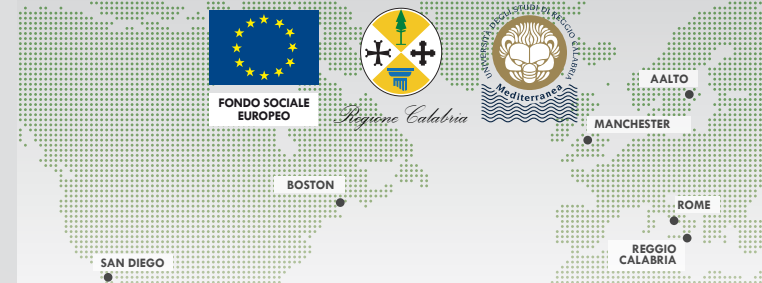 FONDO SOCIALE
EUROPEO
Regione Calabria
UNIVERSITÀ DEGLI STUDI DI REGGIO CALABRIA
Mediterranea
AALTO
MANCHESTER
BOSTON
ROME
REGGIO
CALABRIA
SAN DIEGO